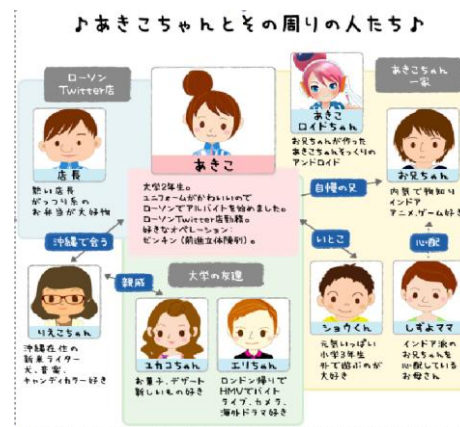 ♪あきこちゃんとその周りの人たち♪
ローソン
Twitter店
あきこちゃん
一家
店長
熱い店長
がっつり系の
お弁当が大好物
あきこ
大学2年生。
ユニフォームがかわいいので
ローソンでアルバイトを始めました。
ローソンTwitter店勤務。
好きなオペレーション:
ゼンチン(前進立体陳列)。
あきこ
ロイドちゃん
お兄ちゃんが作った
あきこちゃんそっくりの
アンドロイド
お兄ちゃん
内気で物知り
インドア
アニメ、ゲーム好き
自慢の兄
沖縄で会う
親戚
いとこ
心配
大学の友達
りえこちゃん
沖縄在住の
新米ライター
犬、音楽、
キャンディカラー好き
ユカコちゃん
お菓子、デザート
新しいもの好き
エリちゃん
ロンドン帰りで
HMVでバイト
ライブ、カメラ、
海外ドラマ好き
ショウくん
元気いっぱい
小学3年生
外で遊ぶのが
大好き
しずよママ
インドア派の
お兄ちゃんを
心配している
お母さん